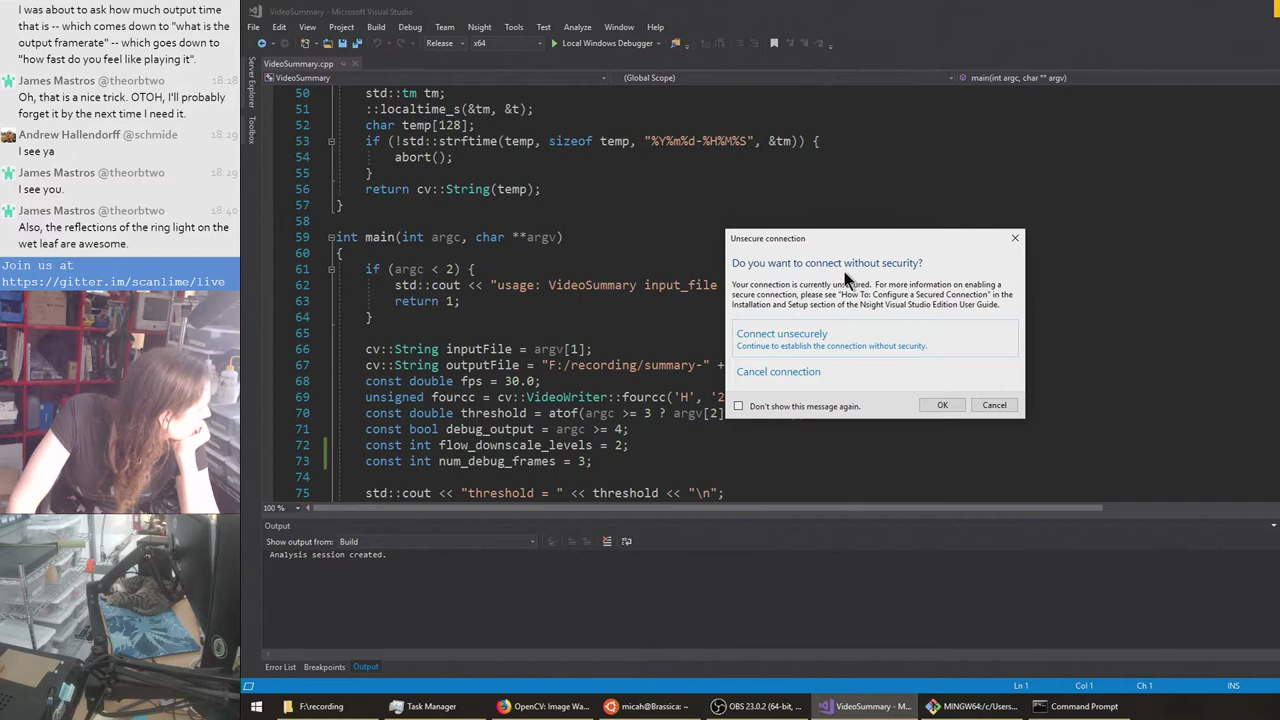 I was about to ask how much output time
that is -- which comes down to "what is the
output framerate" -- which goes down to
"how fast do you feel like playing it".
James Mastros @theorbtwo 18:18
Oh, that is a nice trick. OTOH, I'll probably
forget it by the next time I need it.
Andrew Hallendorff @schmide 18:29
I see ya
James Mastros @theorbtwo 18:29
I see you.
James Mastros @theorbtwo 18:40
Also, the reflections of the ring light on the
wet leaf are awesome.
Join us at
https://gitter.im/scanlime/live
VideoSummary - Microsoft Visual Studio
File Edit View Project Build Debug Team Nsight Tools Test Analyze Window Help
Release x64 Local Windows Debugger
Server Explorer
Toolbox
VideoSummary.cpp
VideoSummary (Global Scope) main(int argc, char ** argv)
50 std::tm tm;
51 ::localtime_s(&tm, &t);
52 char temp[128];
53 if (!std::strftime(temp, sizeof temp, "%Y%m%d-%H%M%S", &tm)) {
54 abort();
55 }
56 return cv::String(temp);
57 }
58
59 int main(int argc, char **argv)
60 {
61 if (argc < 2) {
62 std::cout << "usage: VideoSummary input_file
63 return 1;
64 }
65
66 cv::String inputFile = argv[1];
67 cv::String outputFile = "F:/recording/summary-" +
68 const double fps = 30.0;
69 unsigned fourcc = cv::VideoWriter::fourcc('H', '2
70 const double threshold = atof(argc >= 3 ? argv[2]
71 const bool debug_output = argc >= 4;
72 const int flow_downscale_levels = 2;
73 const int num_debug_frames = 3;
74
75 std::cout << "threshold = " << threshold << "\n";
100 %
Unsecure connection
Do you want to connect without security?
Your connection is currently For more information on enabling a
secure connection, please see "How To: Configure a Secured Connection" in the
Installation and Setup section of the Nsight Visual Studio Edition User Guide.
Connect unsecurely
Continue to establish the connection without security.
Cancel connection
Don't show this message again.
OK Cancel
Output
Show output from: Build
Analysis session created.
Error List Breakpoints Output
Ln 1 Col 1 Ch 1 INS
F:\recording Task Manager OpenCV: Image Wa... micah@Brassica: ~ OBS 23.0.2 (64-bit, ... VideoSummary - M... MINGW64:/c/Users... Command Prompt